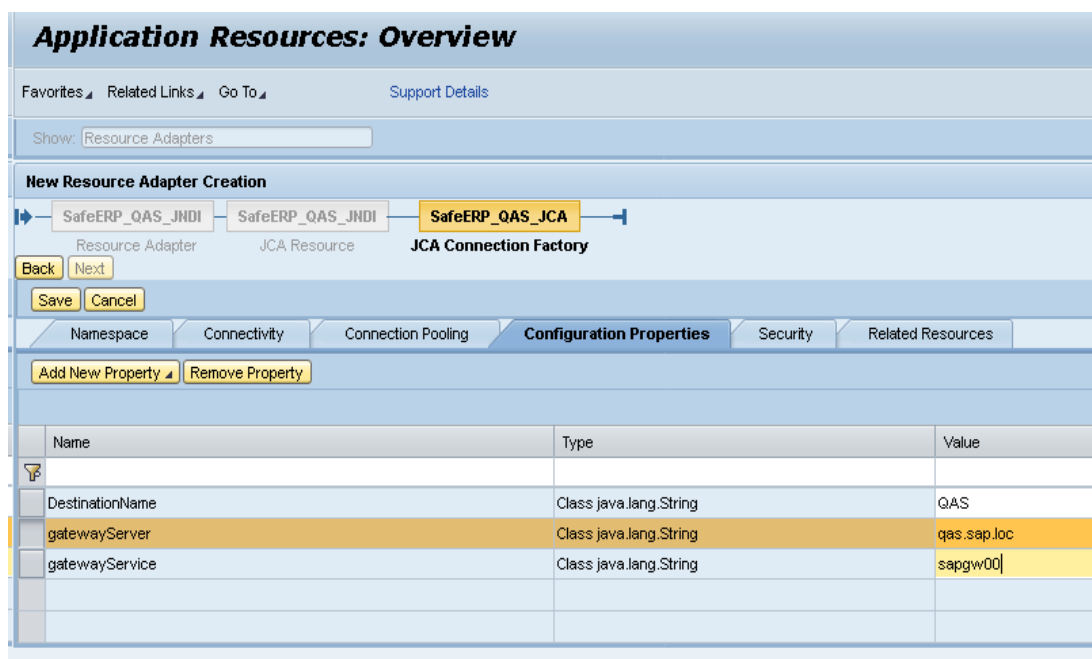 Application Resources: Overview
Favorites Related Links Go To Support Details
Show: Resource Adapters
New Resource Adapter Creation
SafeERP_QAS_JNDI SafeERP_QAS_JNDI SafeERP_QAS_JCA
Resource Adapter JCA Resource JCA Connection Factory
Back Next
Save Cancel
Namespace Connectivity Connection Pooling Configuration Properties Security Related Resources
Add New Property Remove Property
Name Type Value
DestinationName Class java.lang.String QAS
gatewayServer Class java.lang.String qas.sap.loc
gatewayService Class java.lang.String sapgw00